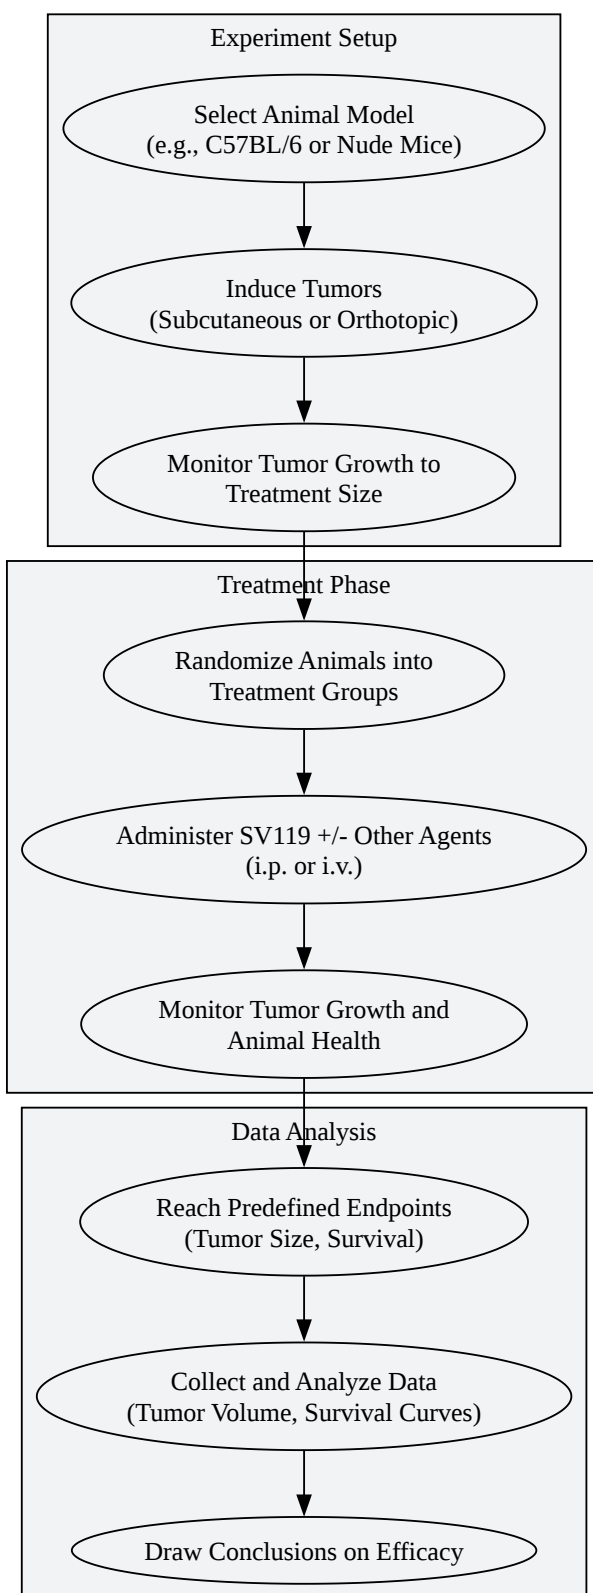 Experiment Setup
Select Animal Model
(e.g., C57BL/6 or Nude Mice)
Induce Tumors
(Subcutaneous or Orthotopic)
Monitor Tumor Growth to
Treatment Size
Treatment Phase
Randomize Animals into
Treatment Groups
Administer SV119 +/- Other Agents
(i.p. or i.v.)
Monitor Tumor Growth and
Animal Health
Data Analysis
Reach Predefined Endpoints
(Tumor Size, Survival)
Collect and Analyze Data
(Tumor Volume, Survival Curves)
Draw Conclusions on Efficacy